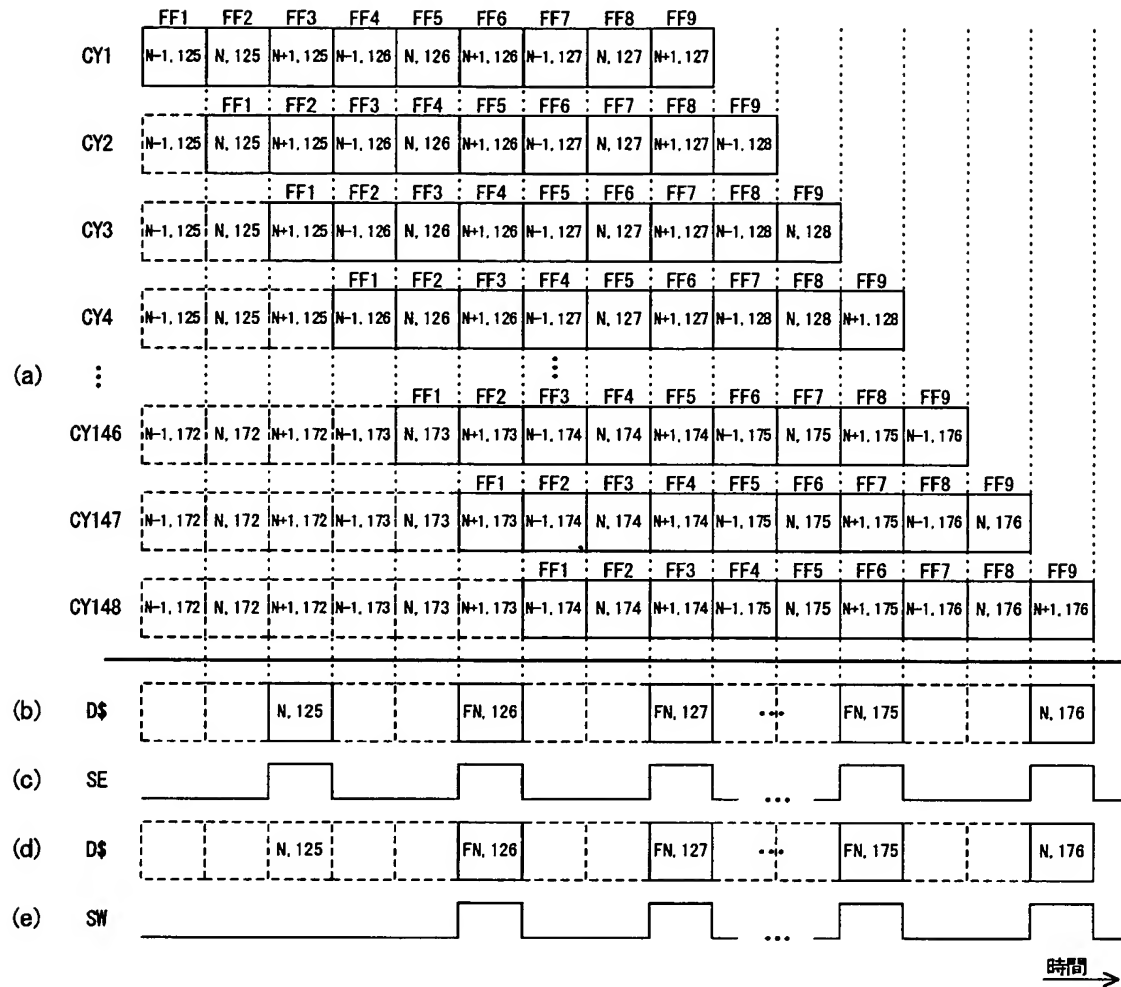 FF1 FF2 FF3 FF4 FF5 FF6 FF7 FF8 FF9
CY1 N-1, 125 N, 125 N+1, 125 N-1, 126 N, 126 N+1, 126 N-1, 127 N, 127 N+1, 127
FF1 FF2 FF3 FF4 FF5 FF6 FF7 FF8 FF9
CY2 N-1, 125 N, 125 N+1, 125 N-1, 126 N, 126 N+1, 126 N-1, 127 N, 127 N+1, 127 N-1, 128
FF1 FF2 FF3 FF4 FF5 FF6 FF7 FF8 FF9
CY3 N-1, 125 N, 125 N+1, 125 N-1, 126 N, 126 N+1, 126 N-1, 127 N, 127 N+1, 127 N-1, 128 N, 128
FF1 FF2 FF3 FF4 FF5 FF6 FF7 FF8 FF9
CY4 N-1, 125 N, 125 N+1, 125 N-1, 126 N, 126 N+1, 126 N-1, 127 N, 127 N+1, 127 N-1, 128 N, 128 N+1, 128
(a) ⋮ ⋮
FF1 FF2 FF3 FF4 FF5 FF6 FF7 FF8 FF9
CY146 N-1, 172 N, 172 N+1, 172 N-1, 173 N, 173 N+1, 173 N-1, 174 N, 174 N+1, 174 N-1, 175 N, 175 N+1, 175 N-1, 176
FF1 FF2 FF3 FF4 FF5 FF6 FF7 FF8 FF9
CY147 N-1, 172 N, 172 N+1, 172 N-1, 173 N, 173 N+1, 173 N-1, 174 N, 174 N+1, 174 N-1, 175 N, 175 N+1, 175 N-1, 176 N, 176
FF1 FF2 FF3 FF4 FF5 FF6 FF7 FF8 FF9
CY148 N-1, 172 N, 172 N+1, 172 N-1, 173 N, 173 N+1, 173 N-1, 174 N, 174 N+1, 174 N-1, 175 N, 175 N+1, 175 N-1, 176 N, 176 N+1, 176
(b) D$ N, 125 FN, 126 FN, 127 ... FN, 175 N, 176
(c) SE ...
(d) D$ N, 125 FN, 126 FN, 127 ... FN, 175 N, 176
(e) SW ...
時間